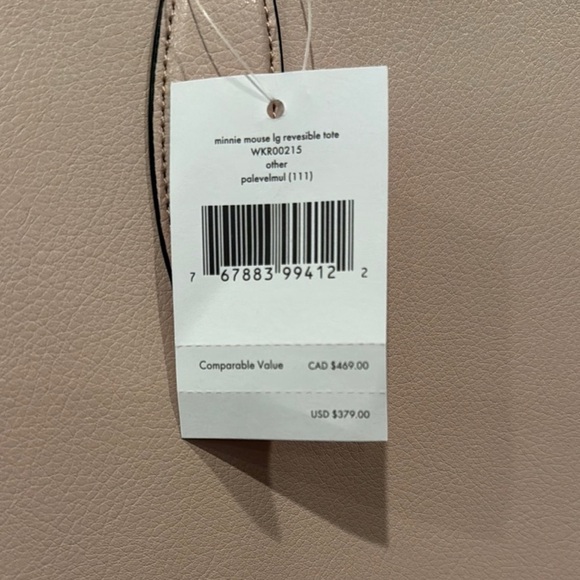 minnie mouse lg revesible tote
WKR00215
other
palevelmul (111)
7 67883 99412 2
Comparable Value CAD $469.00
USD $379.00